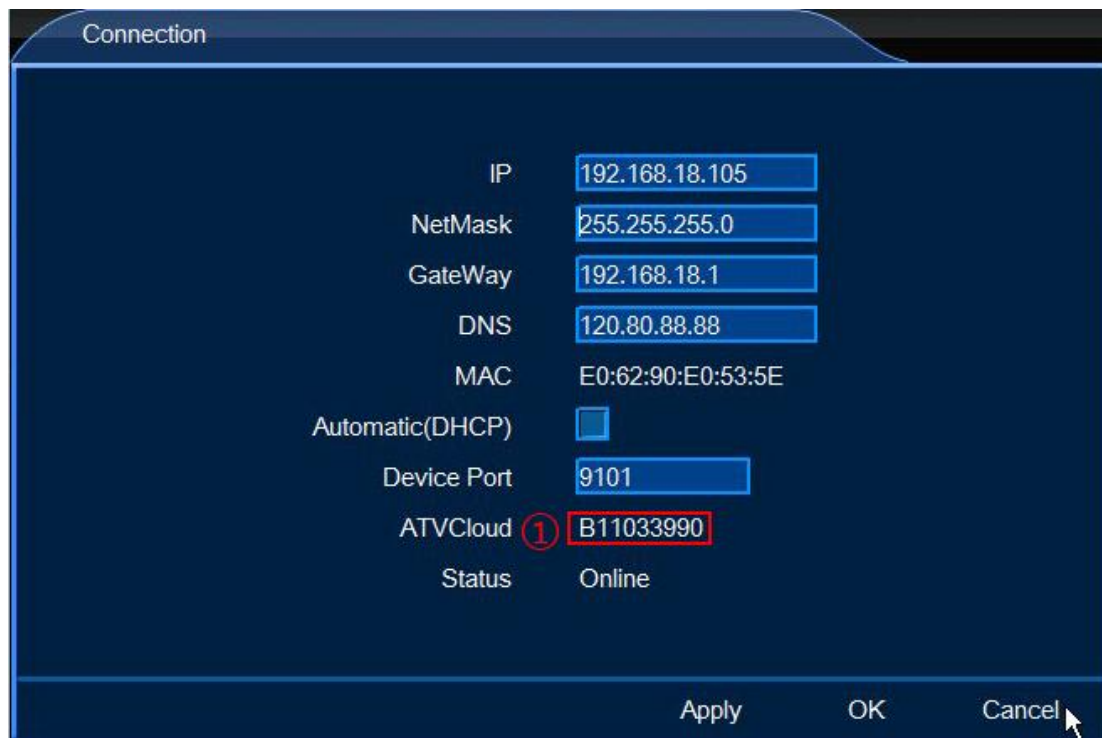 Connection
IP 192.168.18.105
NetMask 255.255.255.0
GateWay 192.168.18.1
DNS 120.80.88.88
MAC E0:62:90:E0:53:5E
Automatic(DHCP)
Device Port 9101
ATVCloud ① B11033990
Status Online
Apply OK Cancel